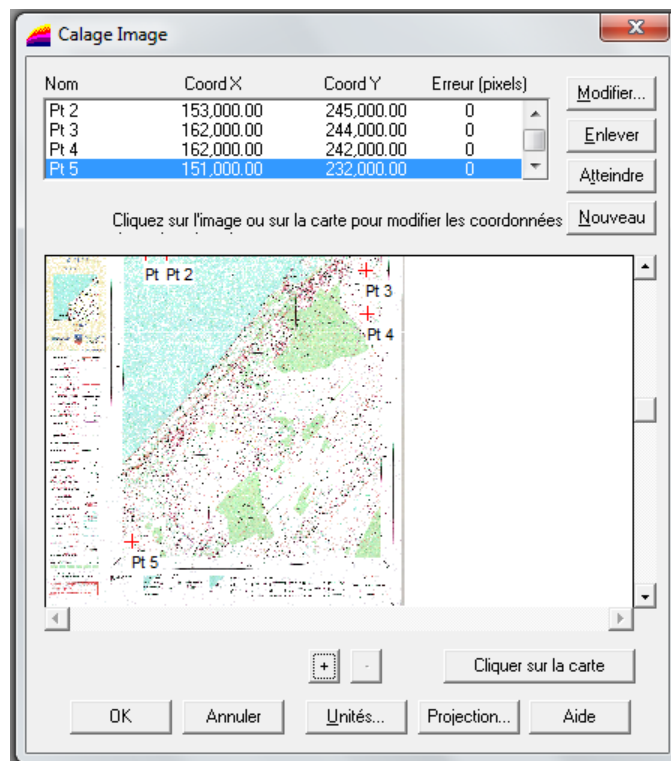 Calage Image
Nom Coord X Coord Y Erreur (pixels)
Pt 2 153,000.00 245,000.00 0
Pt 3 162,000.00 244,000.00 0
Pt 4 162,000.00 242,000.00 0
Pt 5 151,000.00 232,000.00 0
Modifier...
Enlever
Atteindre
Nouveau
Cliquez sur l'image ou sur la carte pour modifier les coordonnées
Pt Pt 2
Pt 3
Pt 4
Pt 5
+ -
Cliquer sur la carte
OK Annuler Unités... Projection... Aide